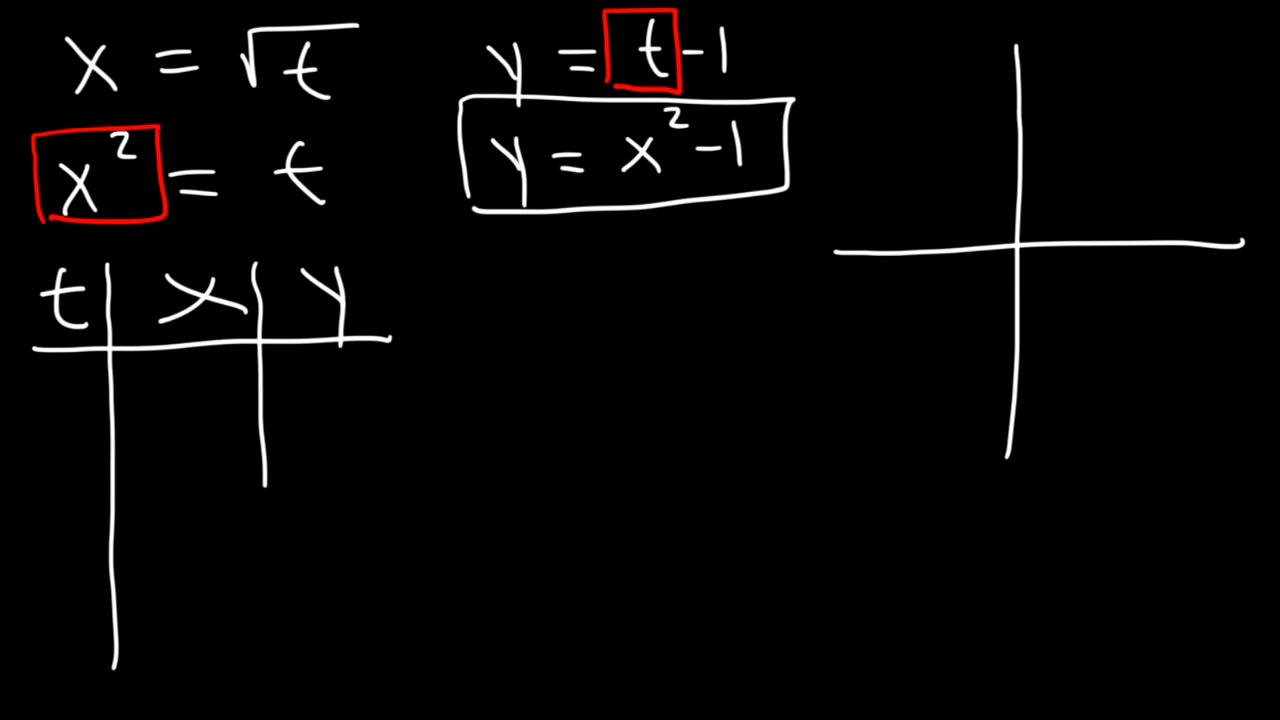 x = √t
y = t - 1
x² = t
y = x² - 1
t x y